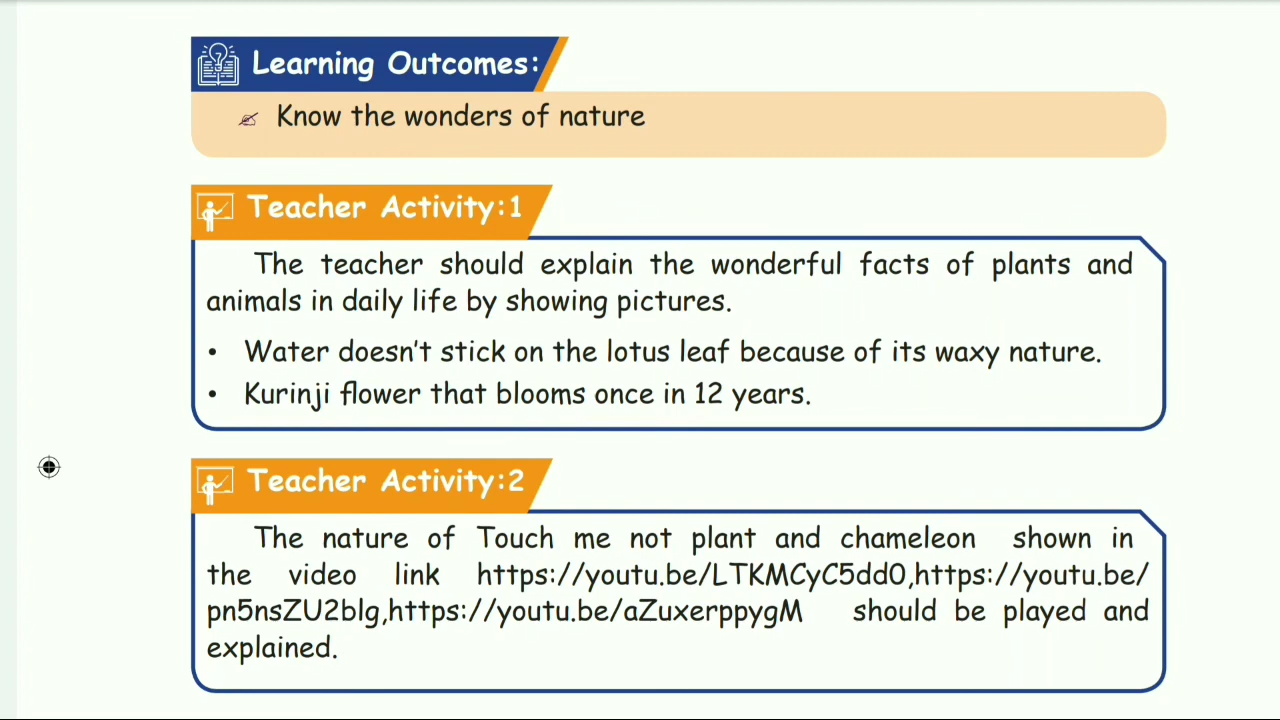 Learning Outcomes:
Know the wonders of nature
Teacher Activity:1
The teacher should explain the wonderful facts of plants and
animals in daily life by showing pictures.
• Water doesn't stick on the lotus leaf because of its waxy nature.
• Kurinji flower that blooms once in 12 years.
Teacher Activity:2
The nature of Touch me not plant and chameleon shown in
the video link https://youtu.be/LTKMCyC5dd0,https://youtu.be/
pn5nsZU2blg,https://youtu.be/aZuxerppygM should be played and
explained.